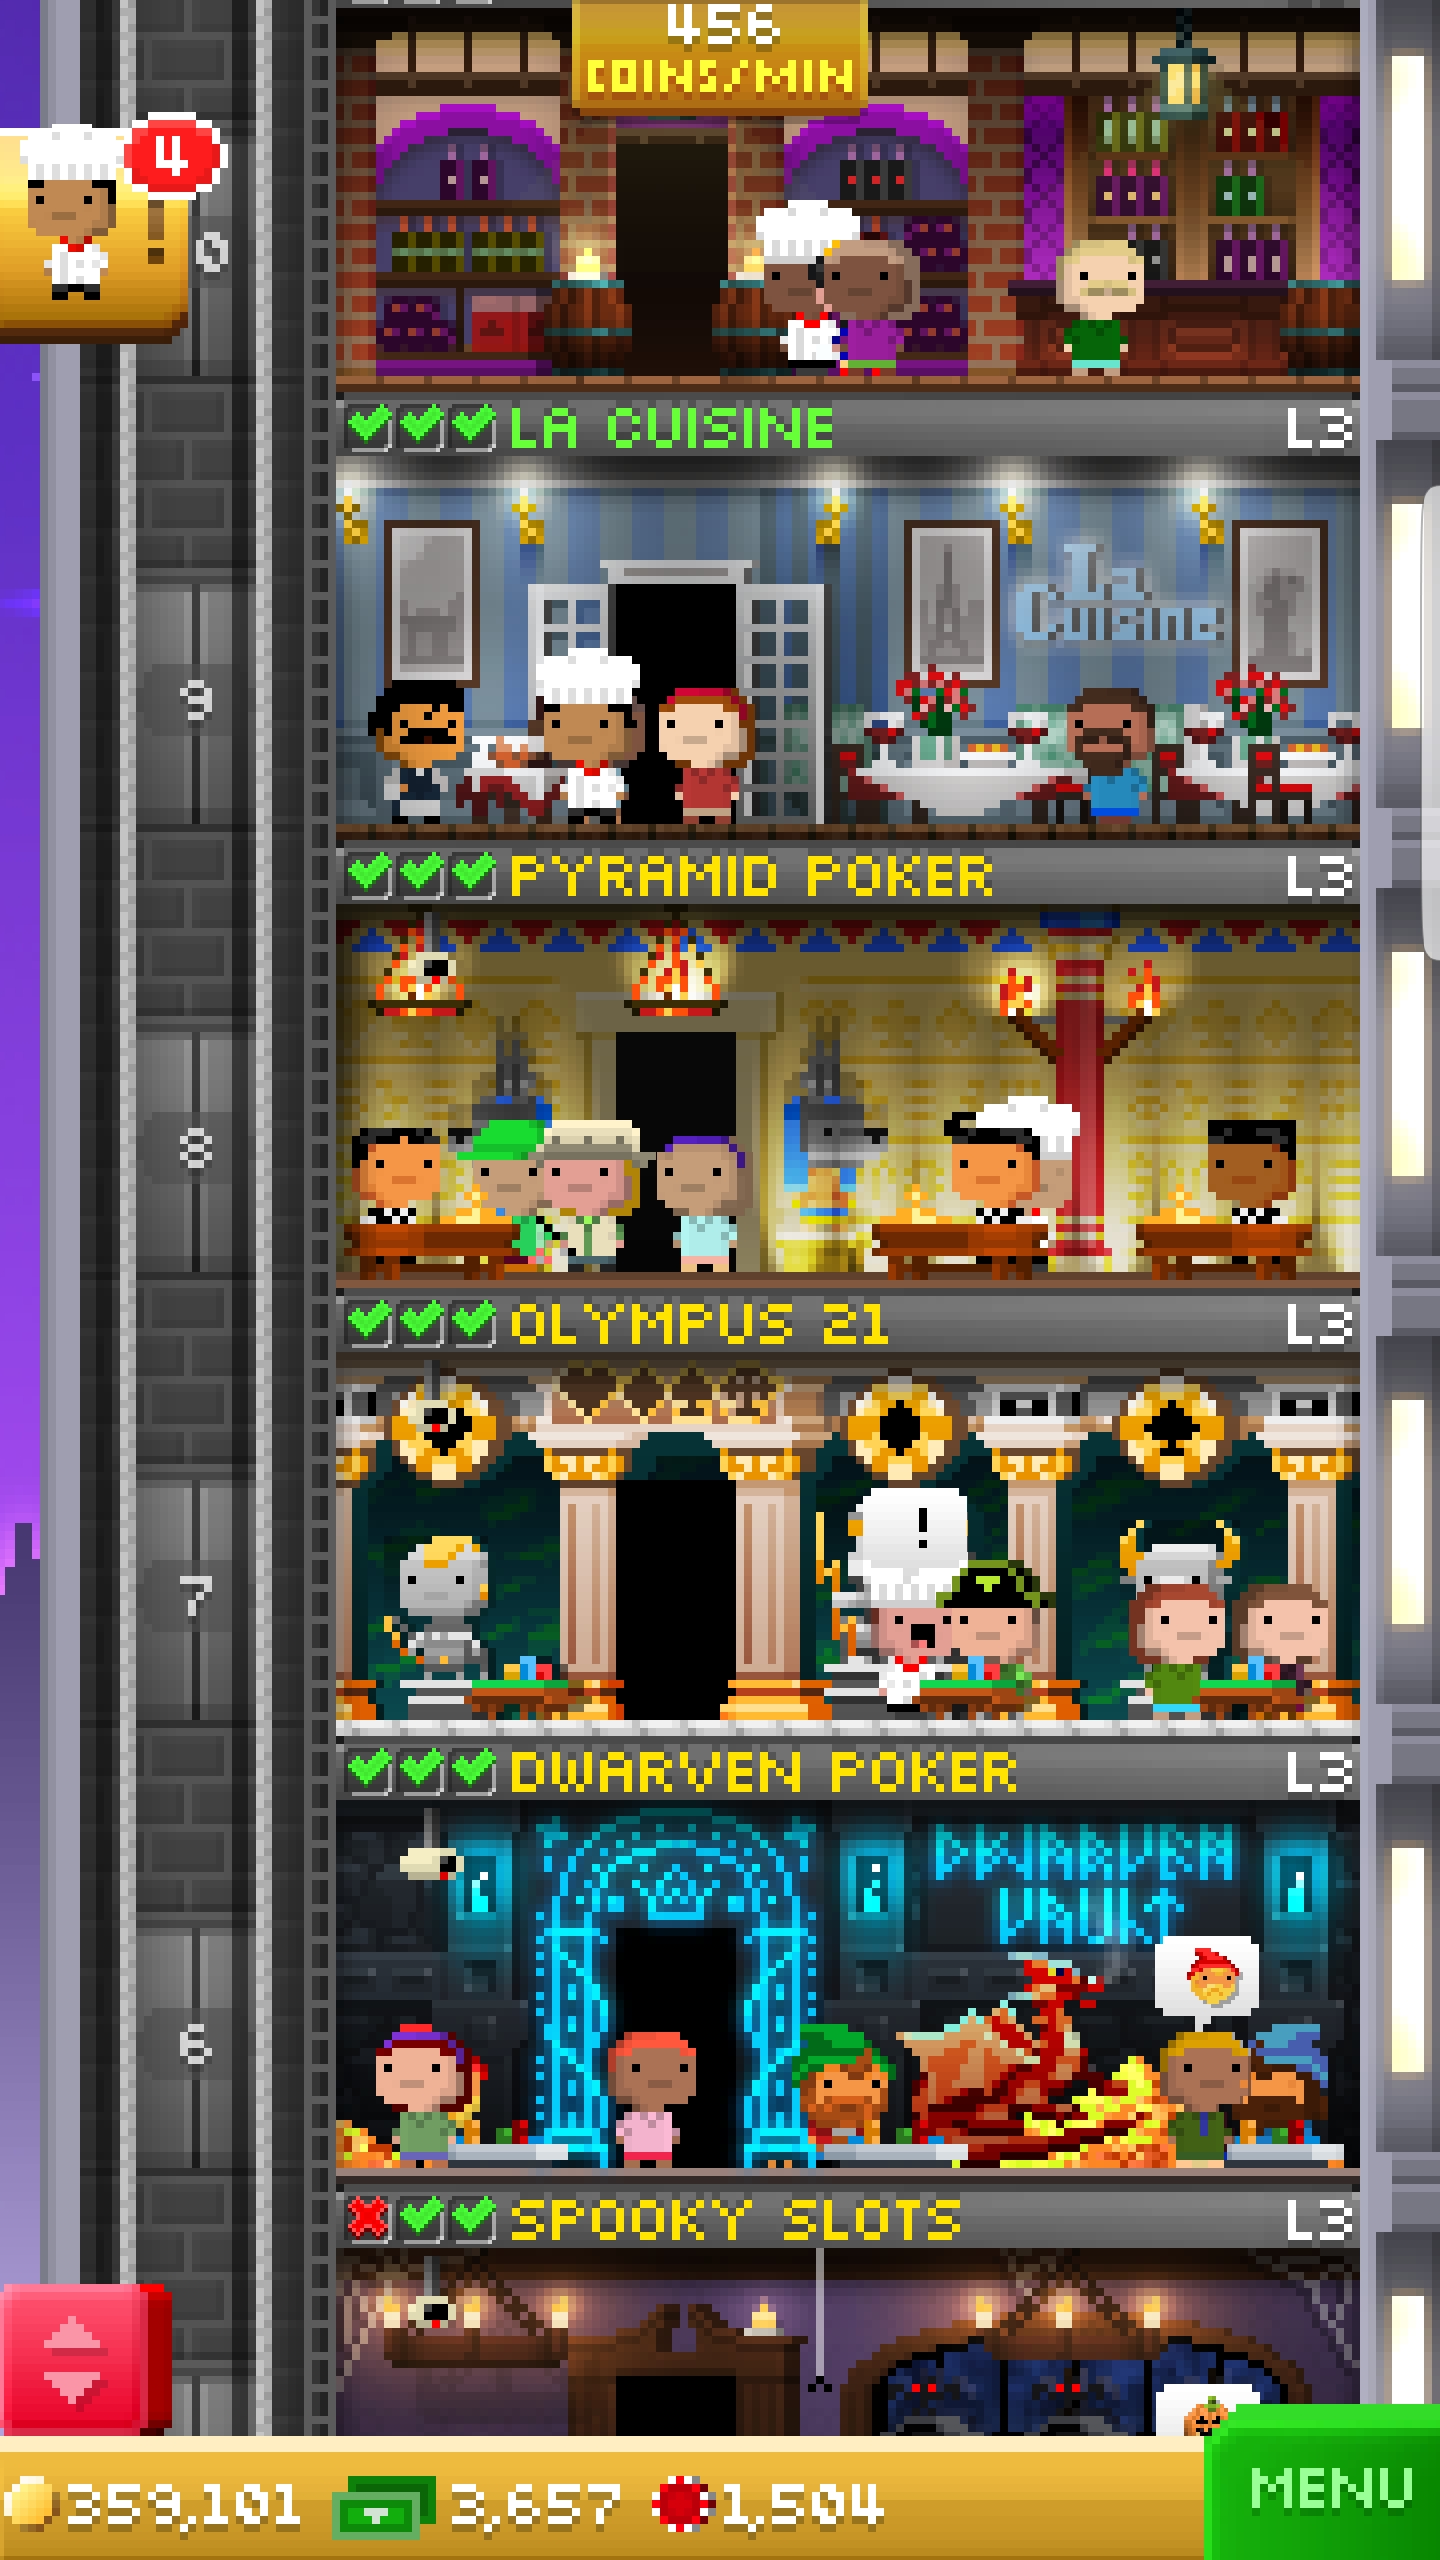 456
COINS/MIN
4
!
0
LA CUISINE L3
La
Cuisine
9
PYRAMID POKER L3
8
OLYMPUS 21 L3
!
7
DWARVEN POKER L3
DWARVEN
VAULT
6
SPOOKY SLOTS L3
359,101 3,657 1,504
MENU